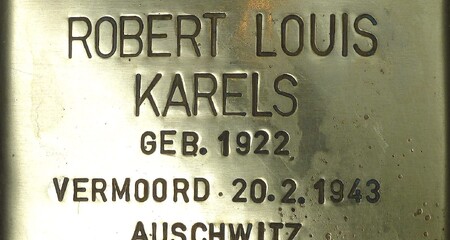 ROBERT LOUIS
KARELS
GEB. 1922
VERMOORD · 20.2.1943
AUSCHWITZ